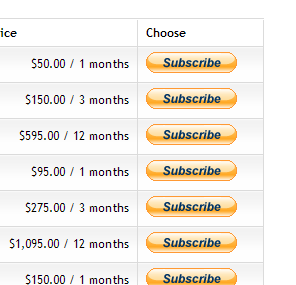 ice Choose
$50.00 / 1 months Subscribe
$150.00 / 3 months Subscribe
$595.00 / 12 months Subscribe
$95.00 / 1 months Subscribe
$275.00 / 3 months Subscribe
$1,095.00 / 12 months Subscribe
$150.00 / 1 months Subscribe